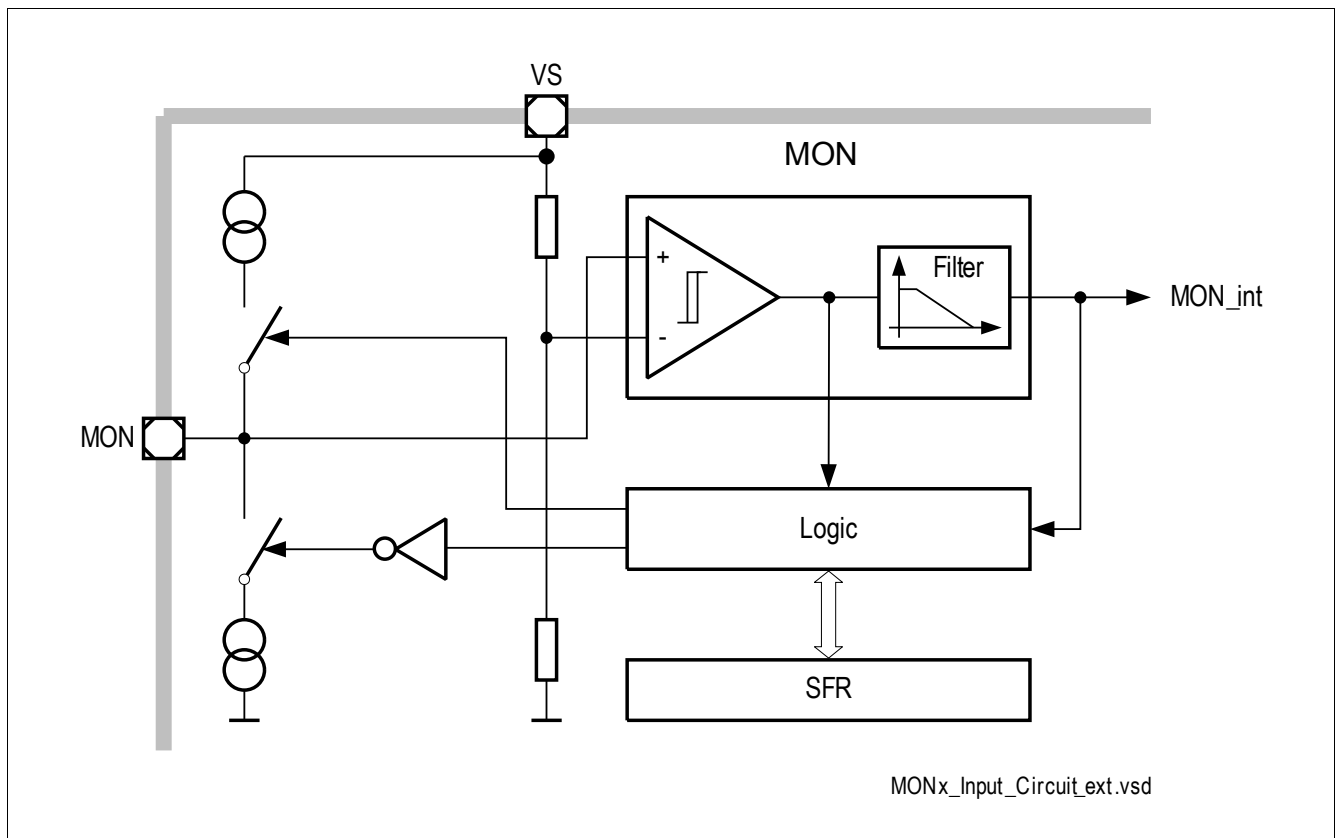 VS
MON
+
Filter
MON_int
-
MON
Logic
SFR
MONx_Input_Circuit_ext.vsd